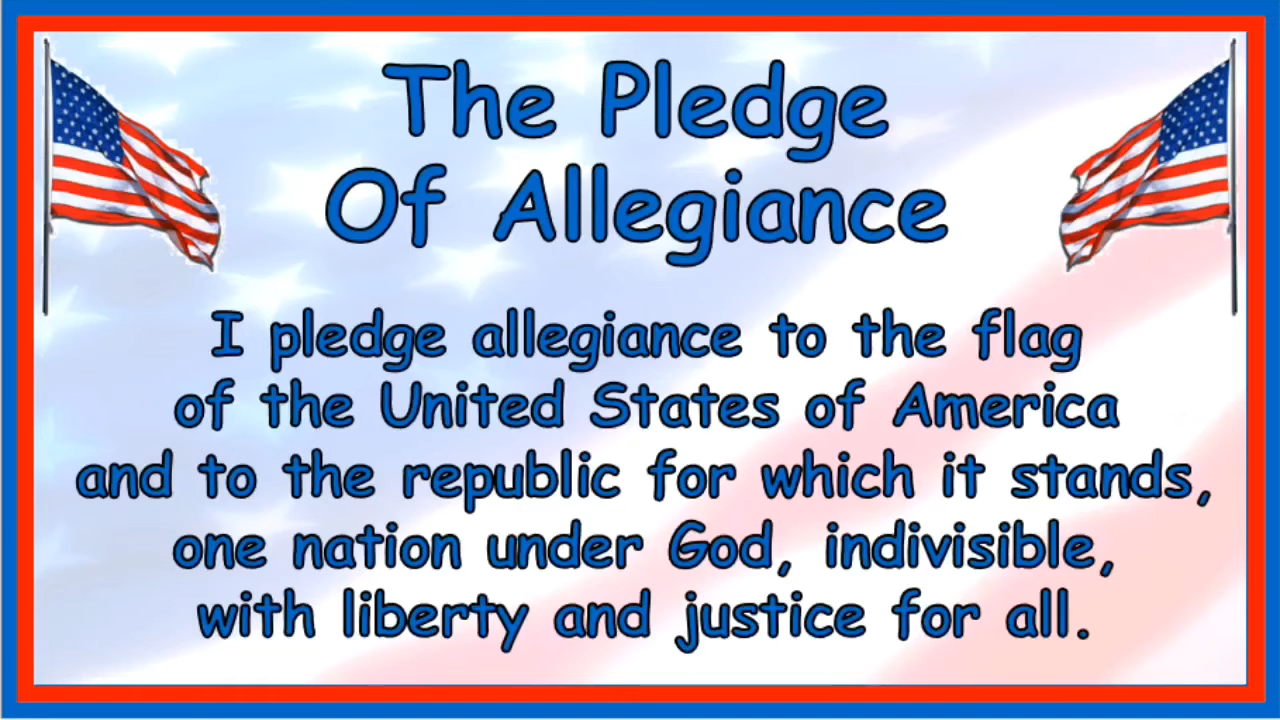 The Pledge
Of Allegiance
I pledge allegiance to the flag
of the United States of America
and to the republic for which it stands,
one nation under God, indivisible,
with liberty and justice for all.